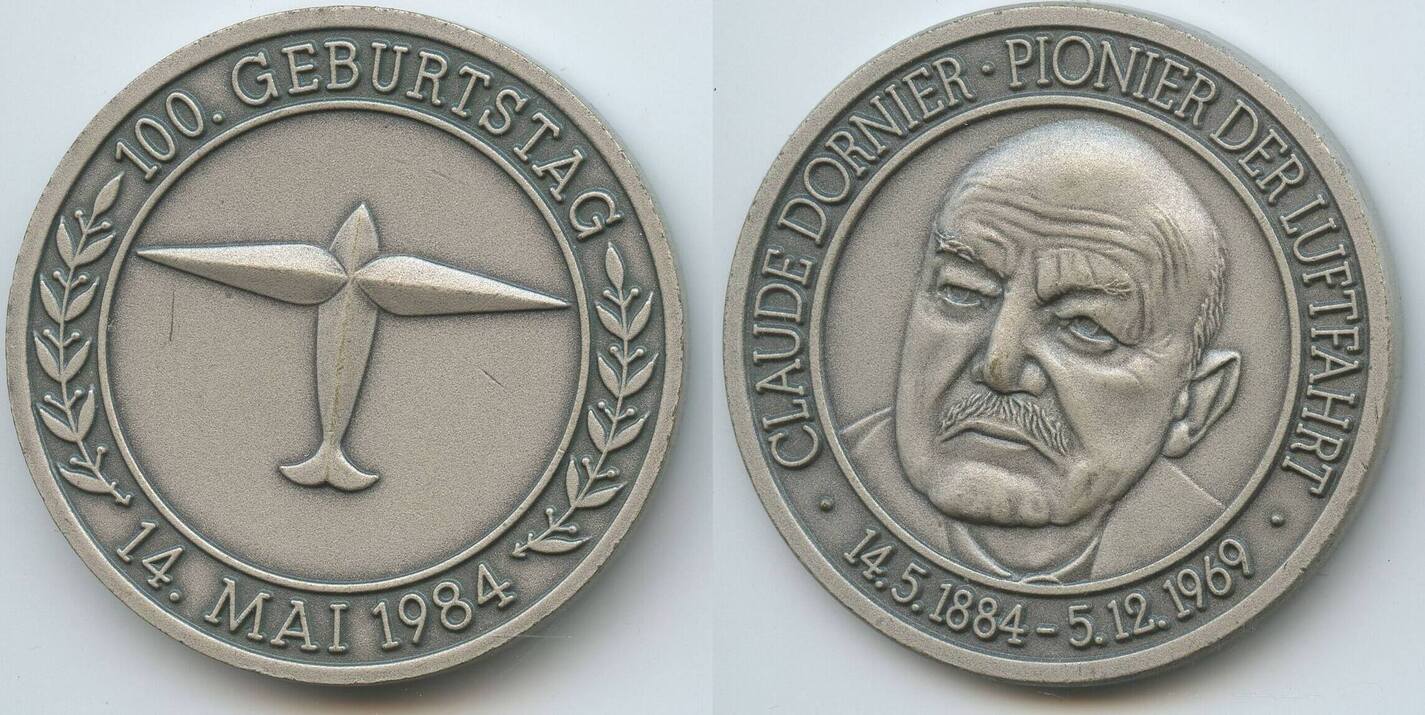 100. GEBURTSTAG
14. MAI 1984
CLAUDE DORNIER · PIONIER DER LUFTFAHRT
· 14.5.1884 - 5.12.1969 ·